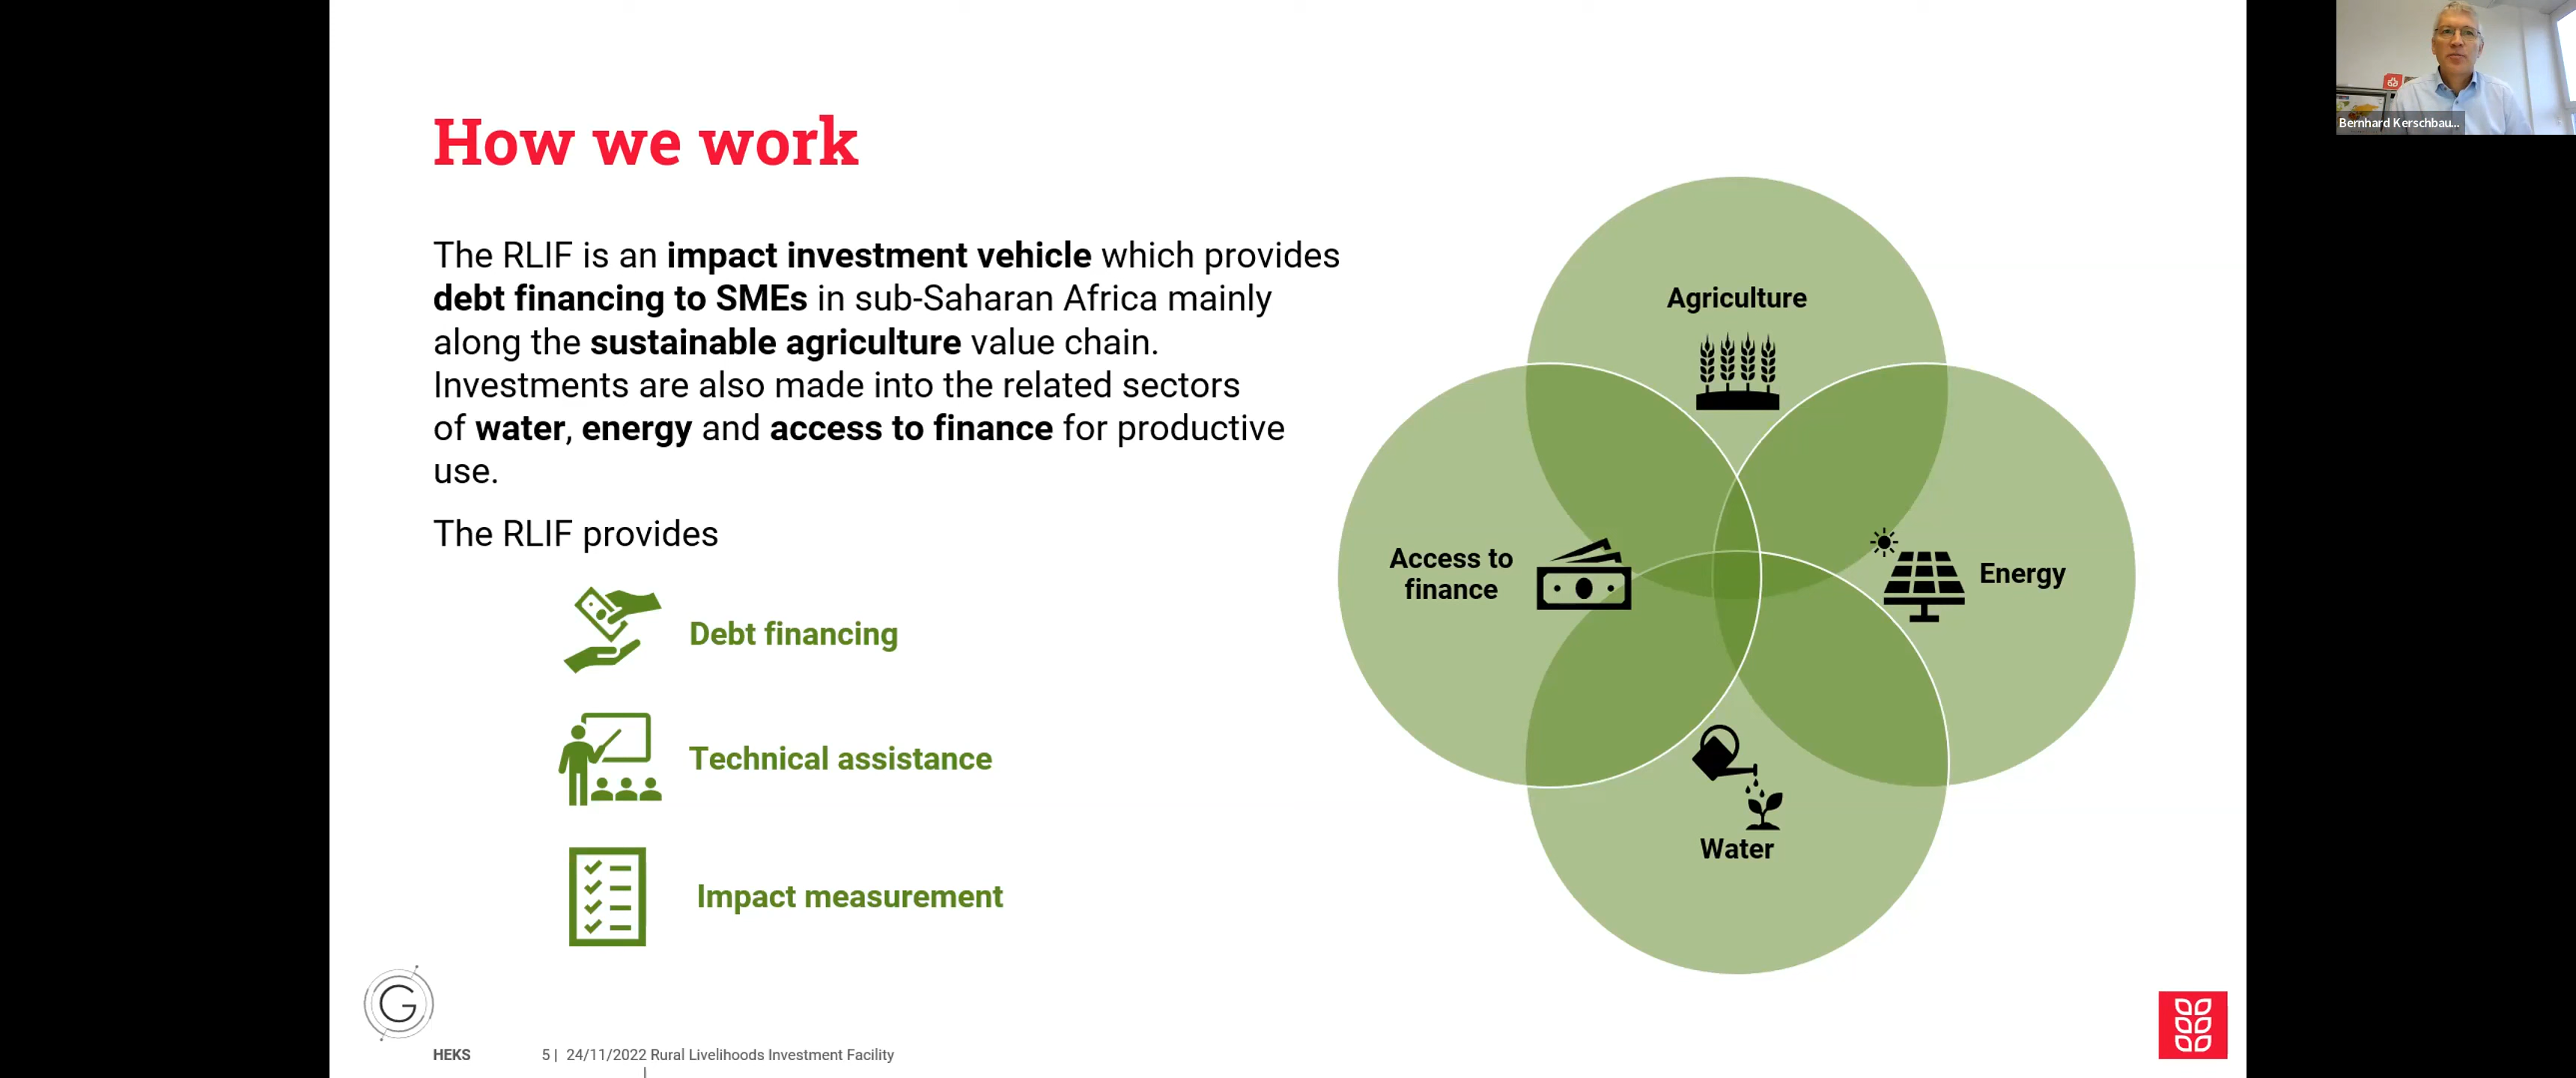 How we work
The RLIF is an impact investment vehicle which provides
debt financing to SMEs in sub-Saharan Africa mainly
along the sustainable agriculture value chain.
Investments are also made into the related sectors
of water, energy and access to finance for productive
use.
The RLIF provides
Debt financing
Technical assistance
Impact measurement
Agriculture
Access to
finance
Energy
Water
G
HEKS
5 | 24/11/2022 Rural Livelihoods Investment Facility
|
Bernhard Kerschbau...